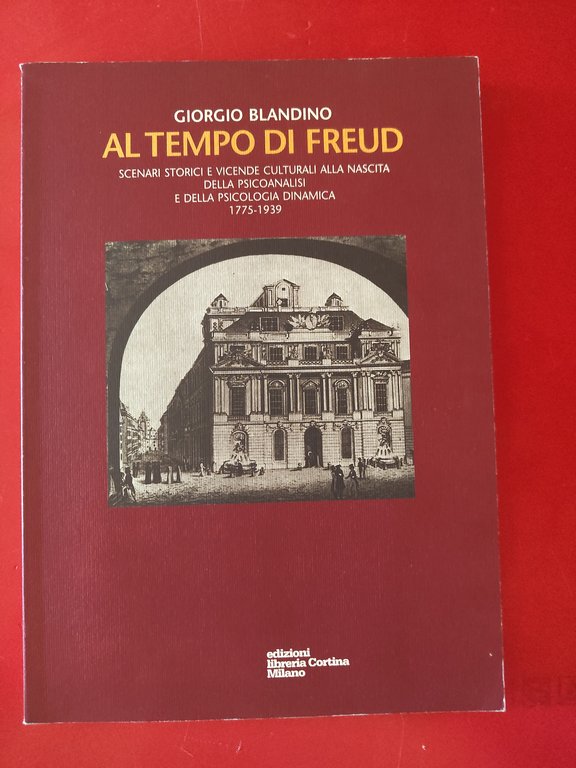 GIORGIO BLANDINO
AL TEMPO DI FREUD
SCENARI STORICI E VICENDE CULTURALI ALLA NASCITA
DELLA PSICOANALISI
E DELLA PSICOLOGIA DINAMICA
1775-1939
edizioni
libreria Cortina
Milano